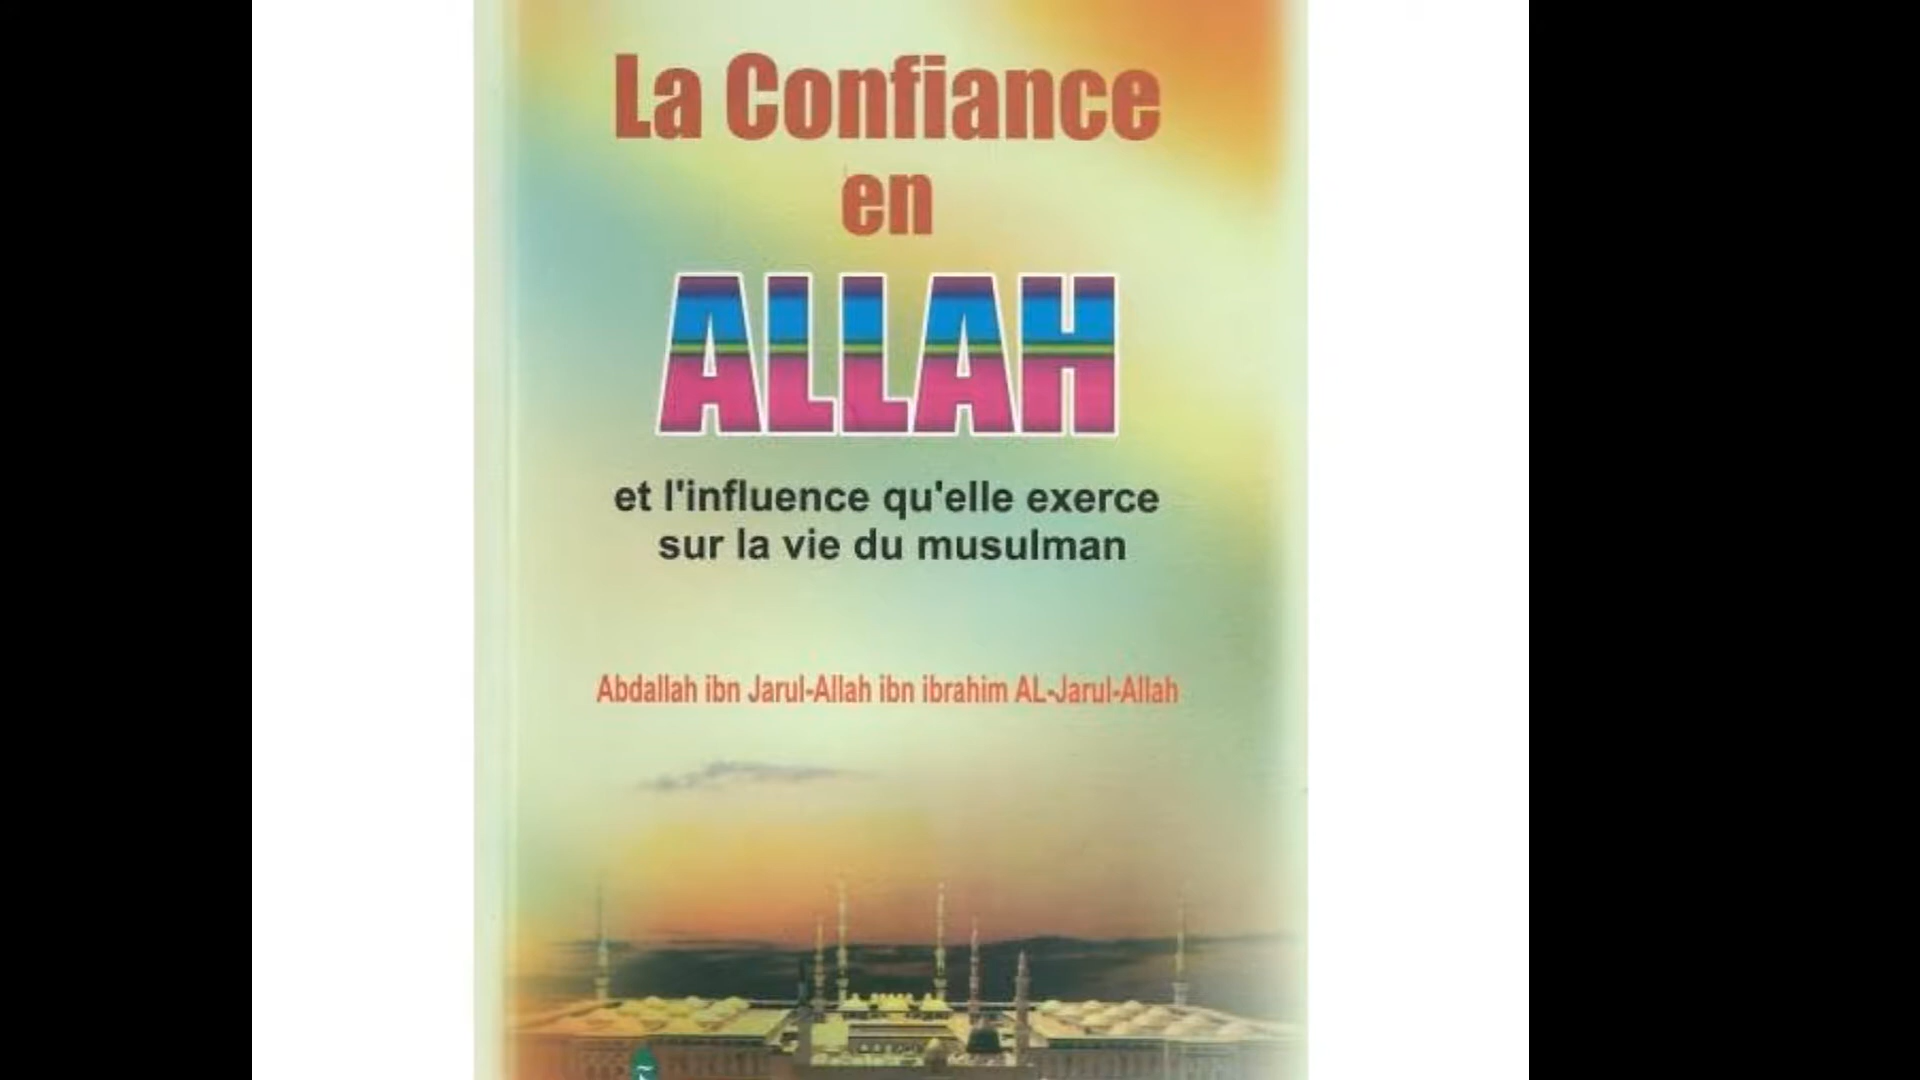 La Confiance
en
ALLAH
et l'influence qu'elle exerce
sur la vie du musulman
Abdallah ibn Jarul-Allah ibn ibrahim AL-Jarul-Allah